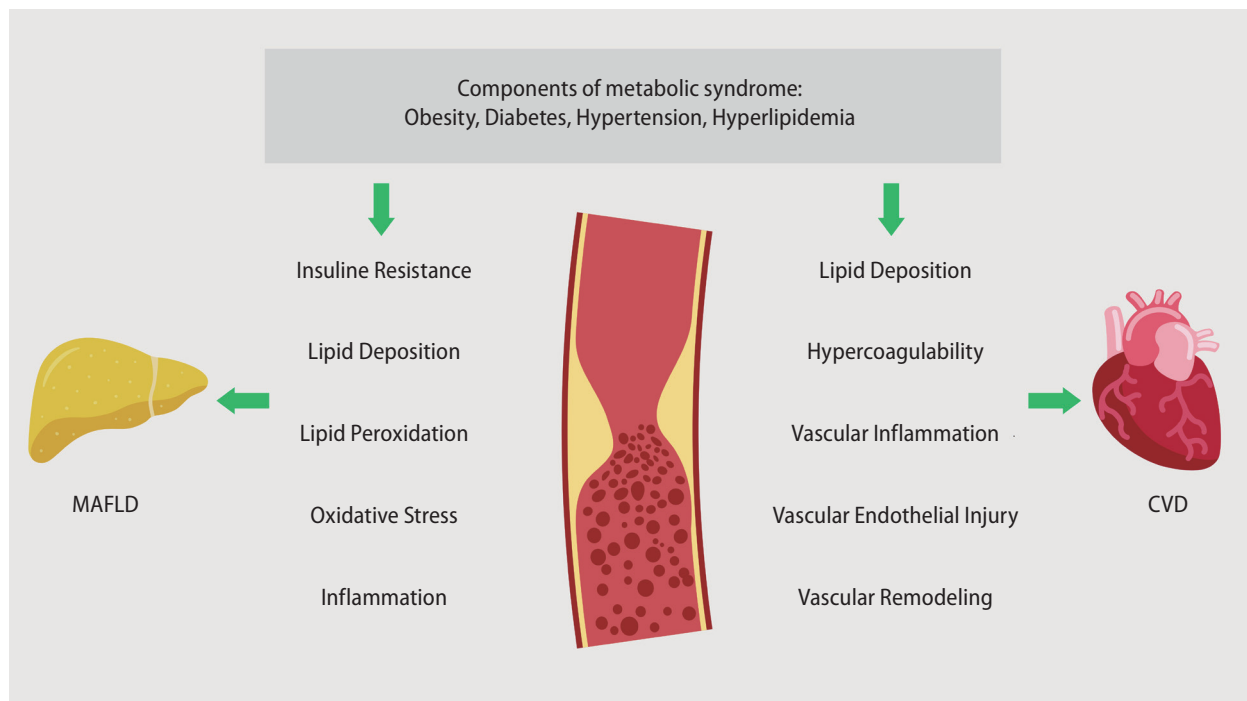 Components of metabolic syndrome:
Obesity, Diabetes, Hypertension, Hyperlipidemia
Insuline Resistance
Lipid Deposition
Lipid Peroxidation
Oxidative Stress
Inflammation
MAFLD
Lipid Deposition
Hypercoagulability
Vascular Inflammation
Vascular Endothelial Injury
Vascular Remodeling
CVD